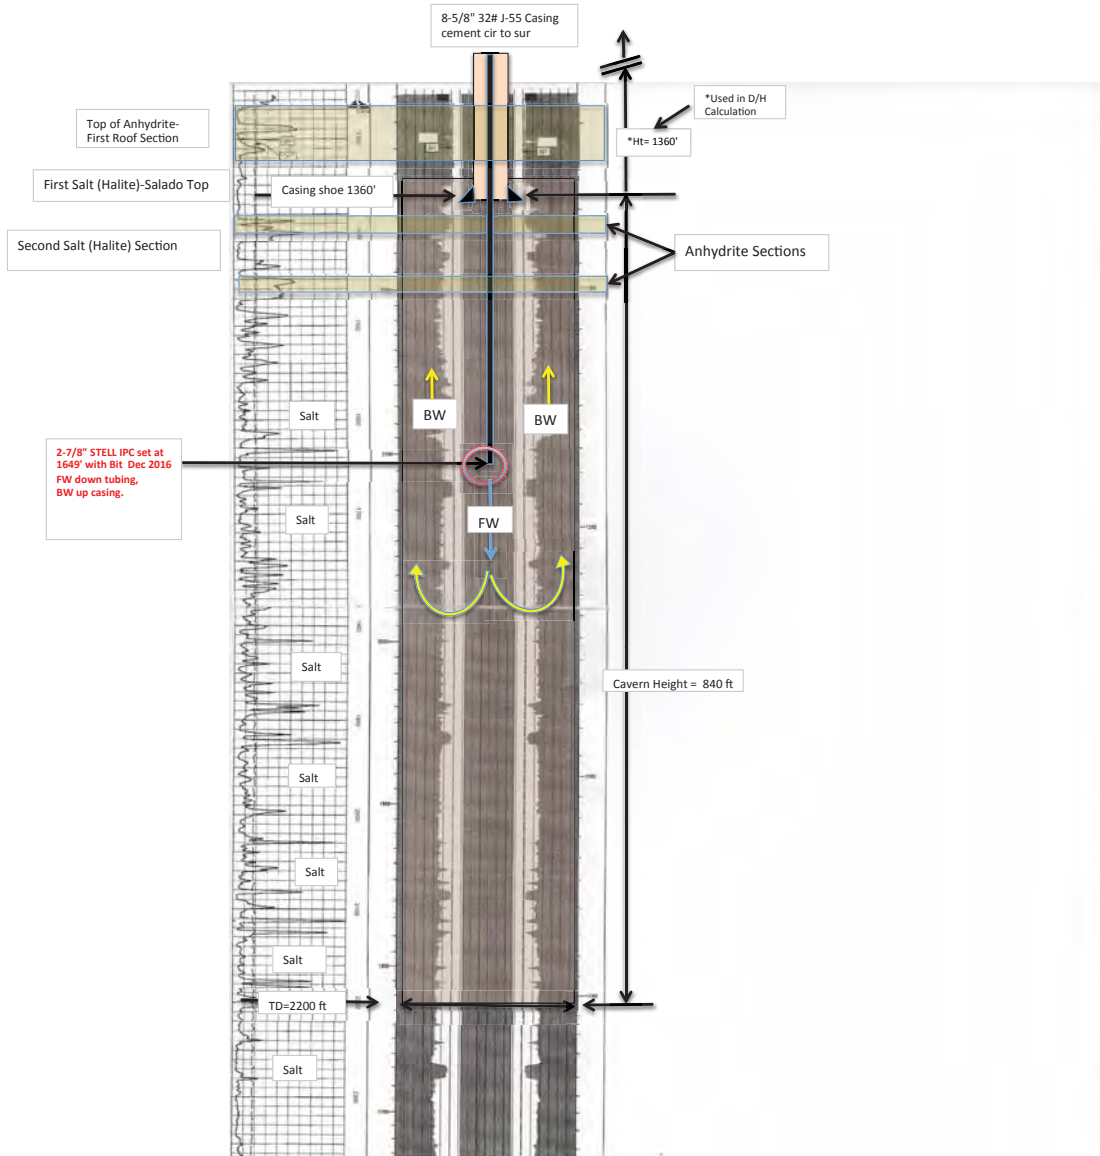 8-5/8" 32# J-55 Casing
cement cir to sur
*Used in D/H
Calculation
Top of Anhydrite-
First Roof Section
*Ht= 1360'
First Salt (Halite)-Salado Top
Casing shoe 1360'
Second Salt (Halite) Section
Anhydrite Sections
BW
BW
Salt
2-7/8" STELL IPC set at
1649' with Bit Dec 2016
FW down tubing,
BW up casing.
Salt
FW
Salt
Cavern Height = 840 ft
Salt
Salt
Salt
TD=2200 ft
Salt